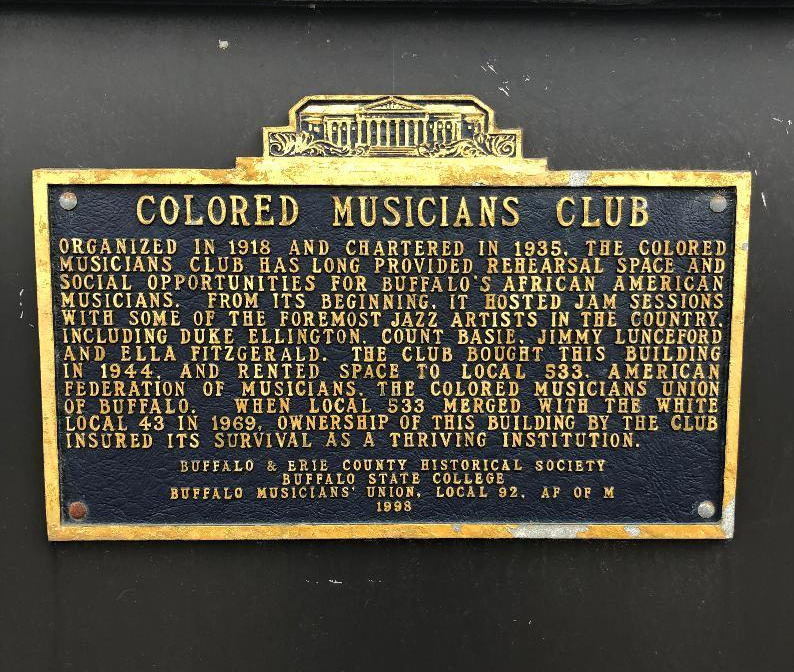 COLORED MUSICIANS CLUB
ORGANIZED IN 1918 AND CHARTERED IN 1935, THE COLORED
MUSICIANS CLUB HAS LONG PROVIDED REHEARSAL SPACE AND
SOCIAL OPPORTUNITIES FOR BUFFALO'S AFRICAN AMERICAN
MUSICIANS. FROM ITS BEGINNING, IT HOSTED JAM SESSIONS
WITH SOME OF THE FOREMOST JAZZ ARTISTS IN THE COUNTRY,
INCLUDING DUKE ELLINGTON, COUNT BASIE, JIMMY LUNCEFORD
AND ELLA FITZGERALD. THE CLUB BOUGHT THIS BUILDING
IN 1944, AND RENTED SPACE TO LOCAL 533, AMERICAN
FEDERATION OF MUSICIANS, THE COLORED MUSICIANS UNION
OF BUFFALO. WHEN LOCAL 533 MERGED WITH THE WHITE
LOCAL 43 IN 1969, OWNERSHIP OF THIS BUILDING BY THE CLUB
INSURED ITS SURVIVAL AS A THRIVING INSTITUTION.
BUFFALO & ERIE COUNTY HISTORICAL SOCIETY
BUFFALO STATE COLLEGE
BUFFALO MUSICIANS' UNION, LOCAL 92, AF OF M
1998